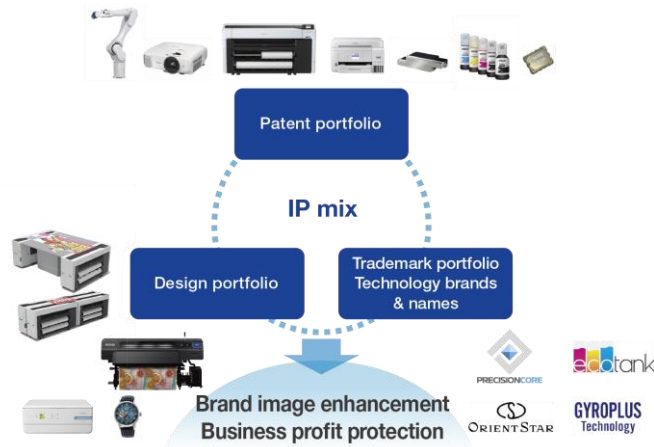 Patent portfolio
IP mix
Design portfolio
Trademark portfolio
Technology brands
& names
PRECISIONCORE
ecotank
ORIENTSTAR
GYROPLUS
Technology
Brand image enhancement
Business profit protection